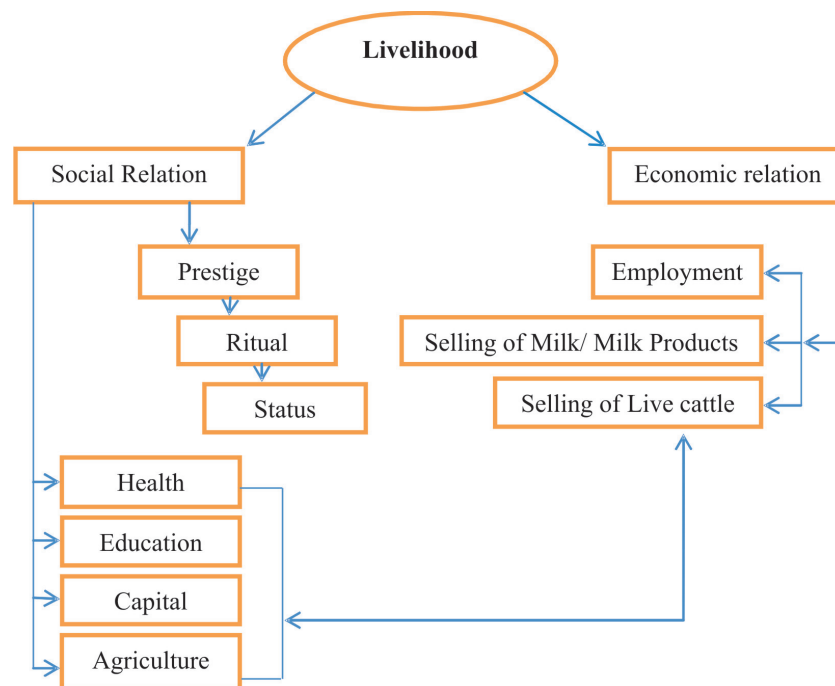 Livelihood
Social Relation
Economic relation
Prestige
Employment
Ritual
Selling of Milk/ Milk Products
Status
Selling of Live cattle
Health
Education
Capital
Agriculture